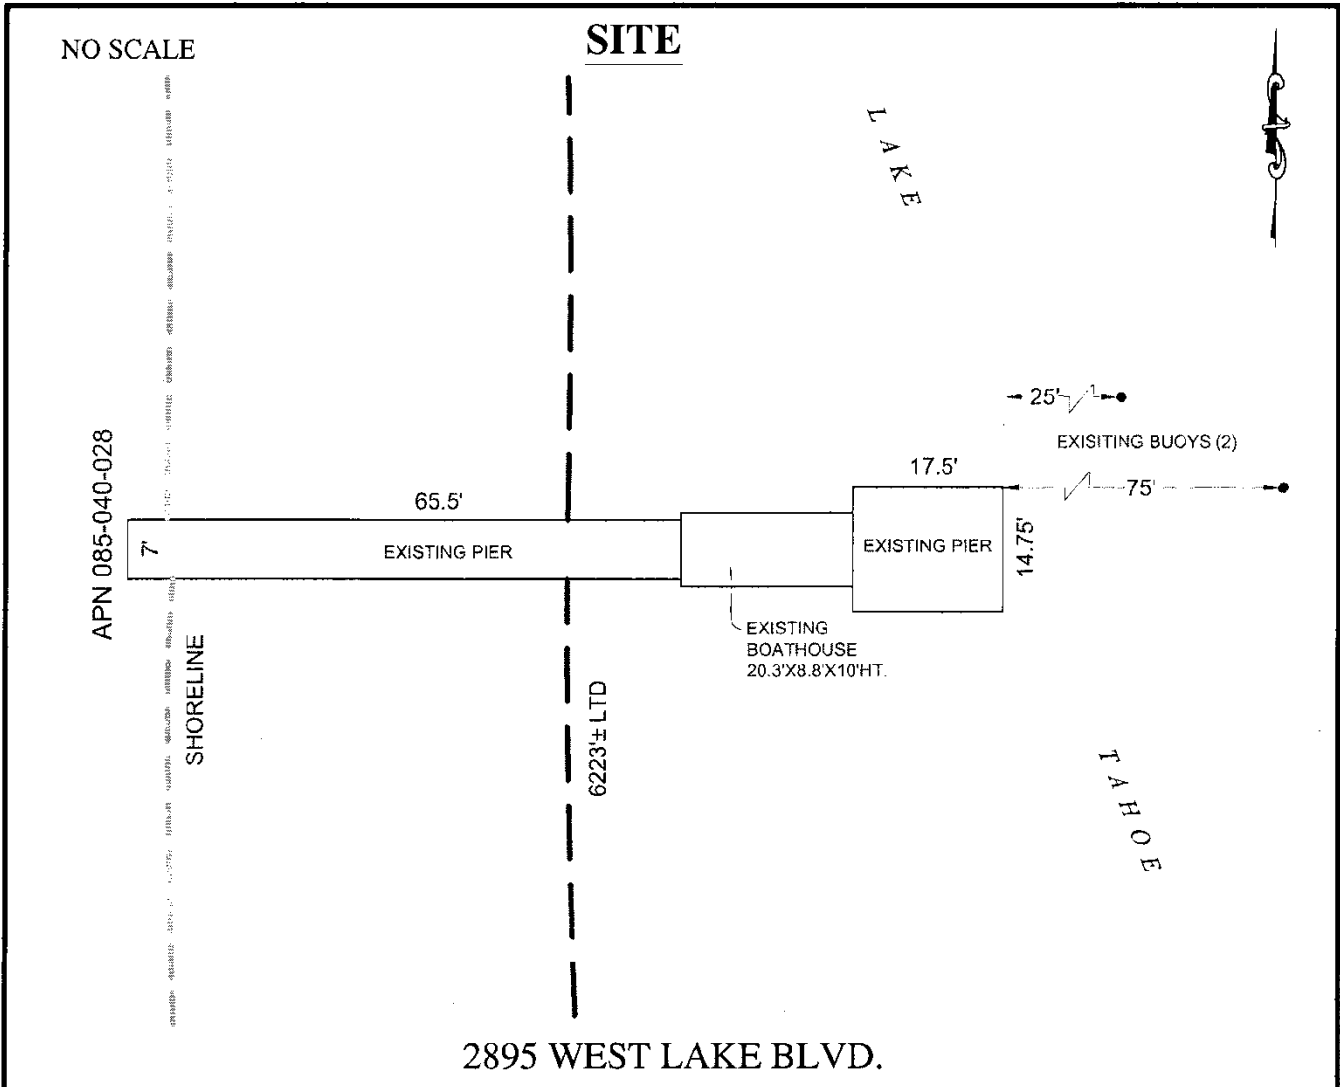 NO SCALE
SITE
LAKE
25'
EXISITING BUOYS (2)
17.5'
75'
APN 085-040-028
65.5'
7'
EXISTING PIER
EXISTING PIER
14.75'
EXISTING
BOATHOUSE
20.3'X8.8'X10'HT.
SHORELINE
6223'± LTD
TAHOE
2895 WEST LAKE BLVD.